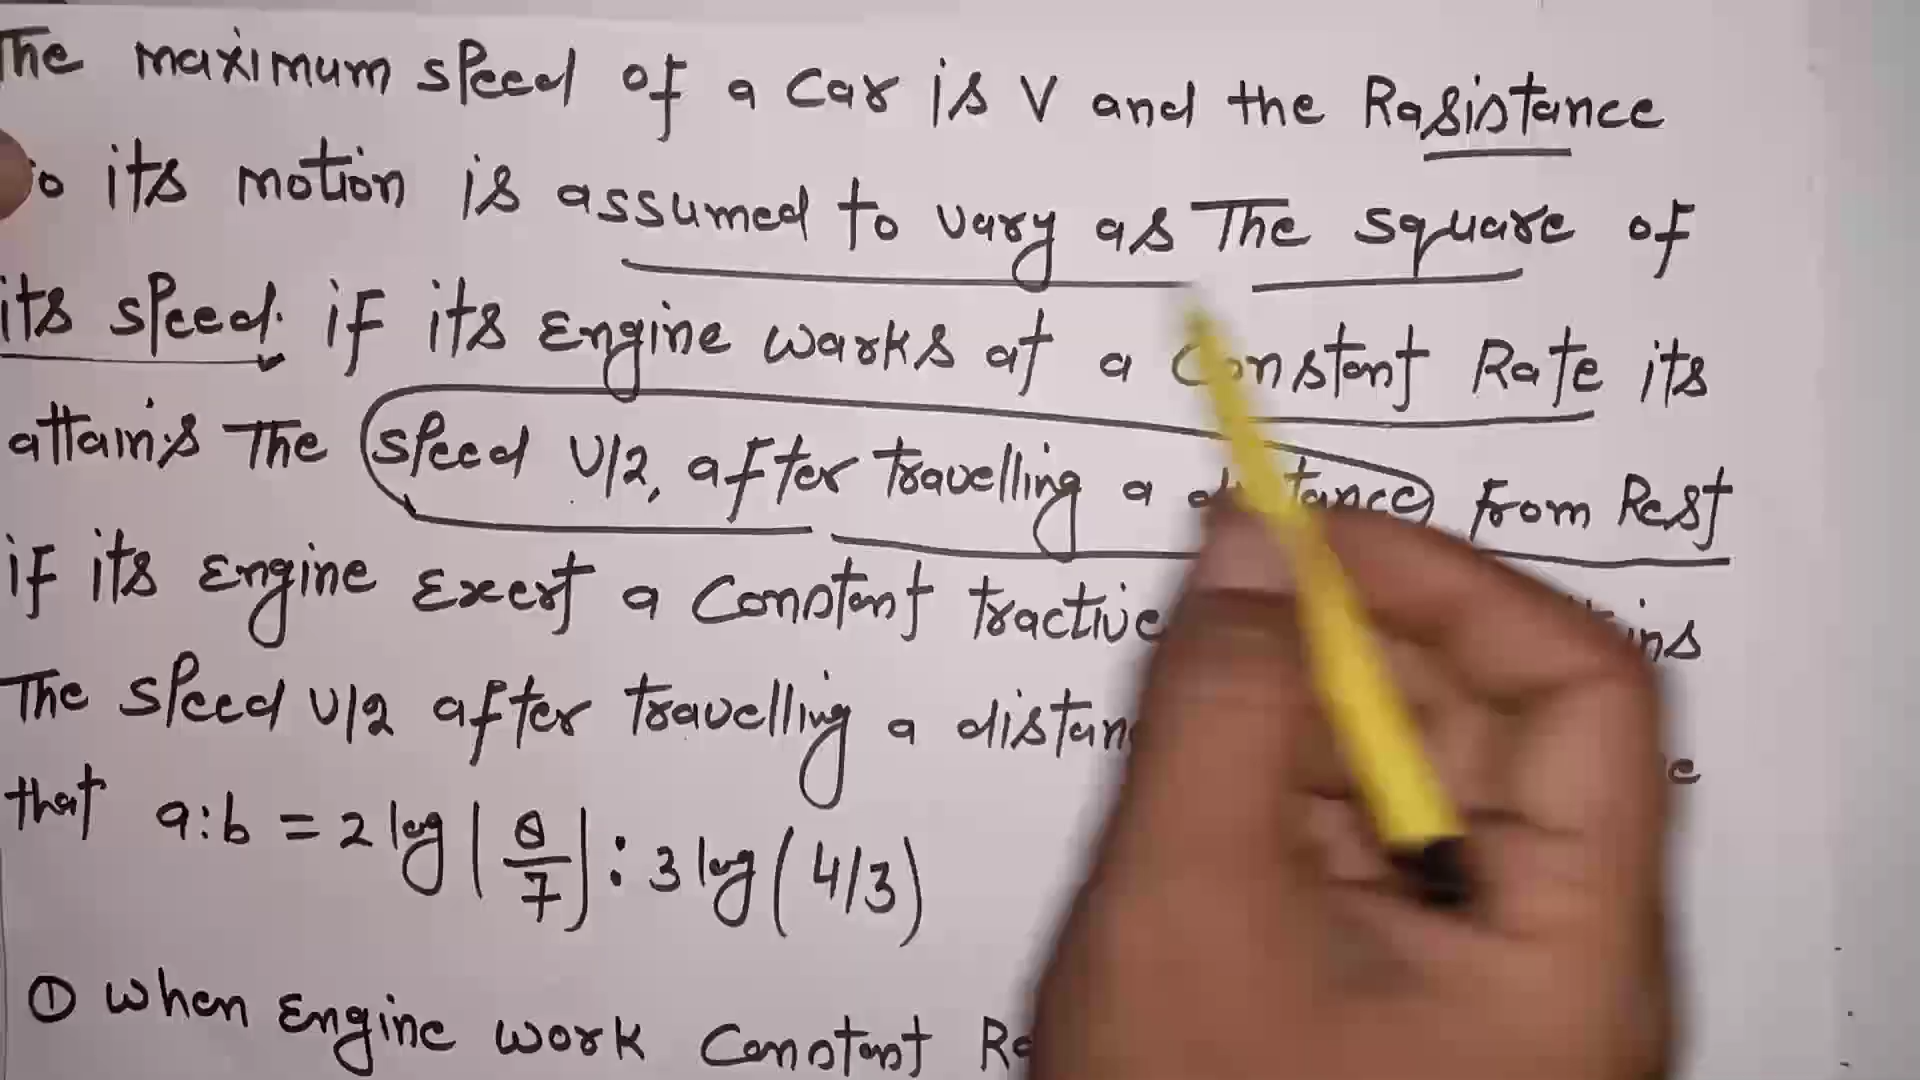 The maximum speed of a car is V and the Rasistance
its motion is assumed to vary as The square of
its speed. if its Engine warks at a Constant Rate its
attains The speed V/2, after travelling a distance from Rest
if its Engine Exert a Constant tractive
The speed V/2 after travelling a
that a:b = 2 log (8/7) : 3 log (4/3)
① when Engine work Constant